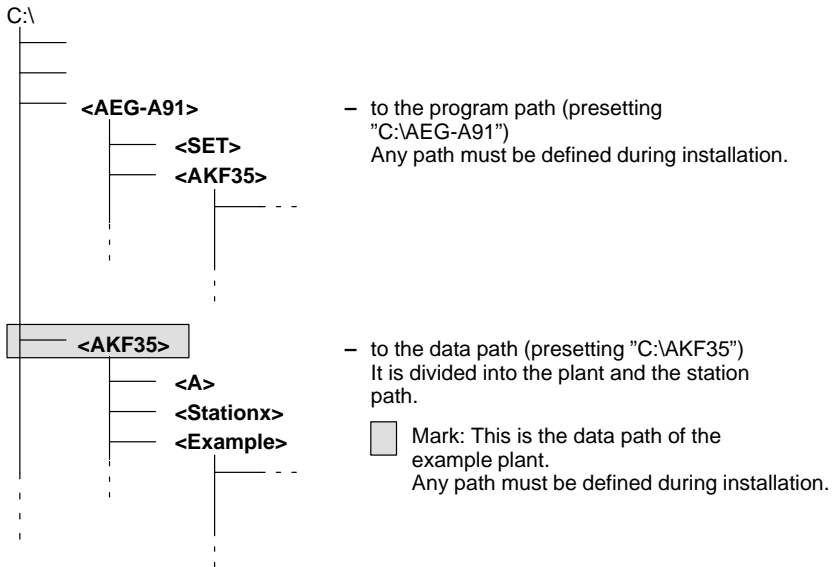 C:\
<AEG-A91>
– to the program path (presetting
”C:\AEG-A91”)
Any path must be defined during installation.
<SET>
<AKF35>
<AKF35>
– to the data path (presetting ”C:\AKF35”)
It is divided into the plant and the station
path.
<A>
<Stationx>
<Example>
Mark: This is the data path of the
example plant.
Any path must be defined during installation.